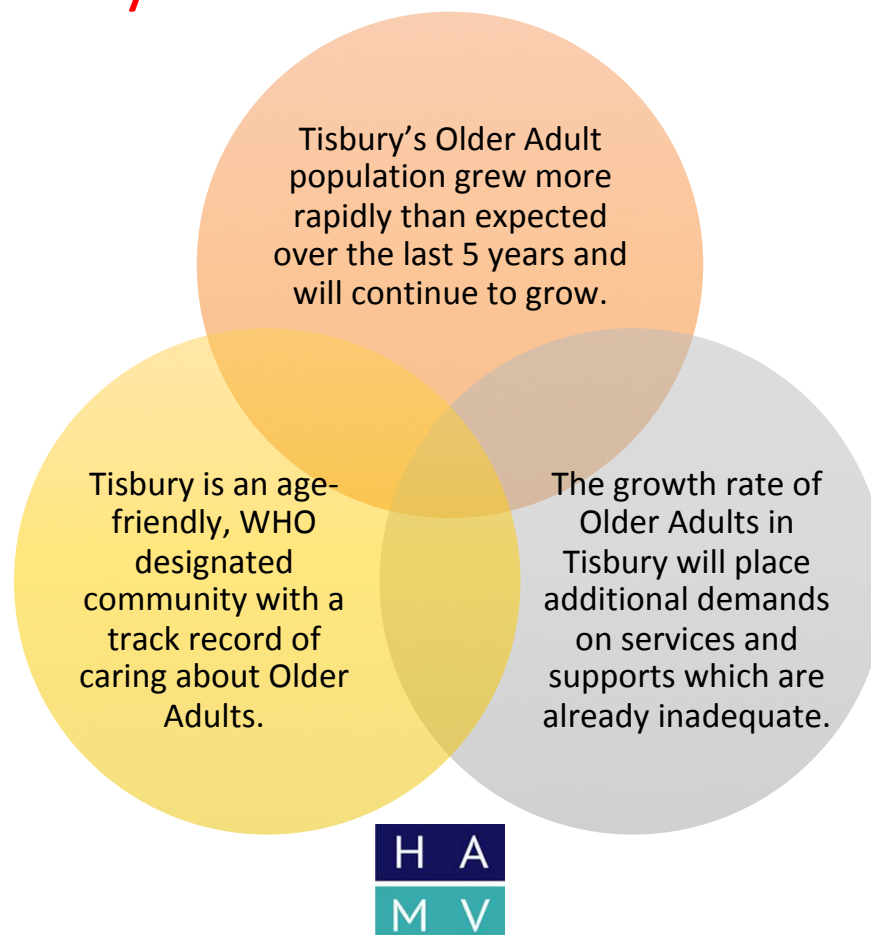 Tisbury’s Older Adult
population grew more
rapidly than expected
over the last 5 years and
will continue to grow.
Tisbury is an age-
friendly, WHO
designated
community with a
track record of
caring about Older
Adults.
The growth rate of
Older Adults in
Tisbury will place
additional demands
on services and
supports which are
already inadequate.
H A
M V